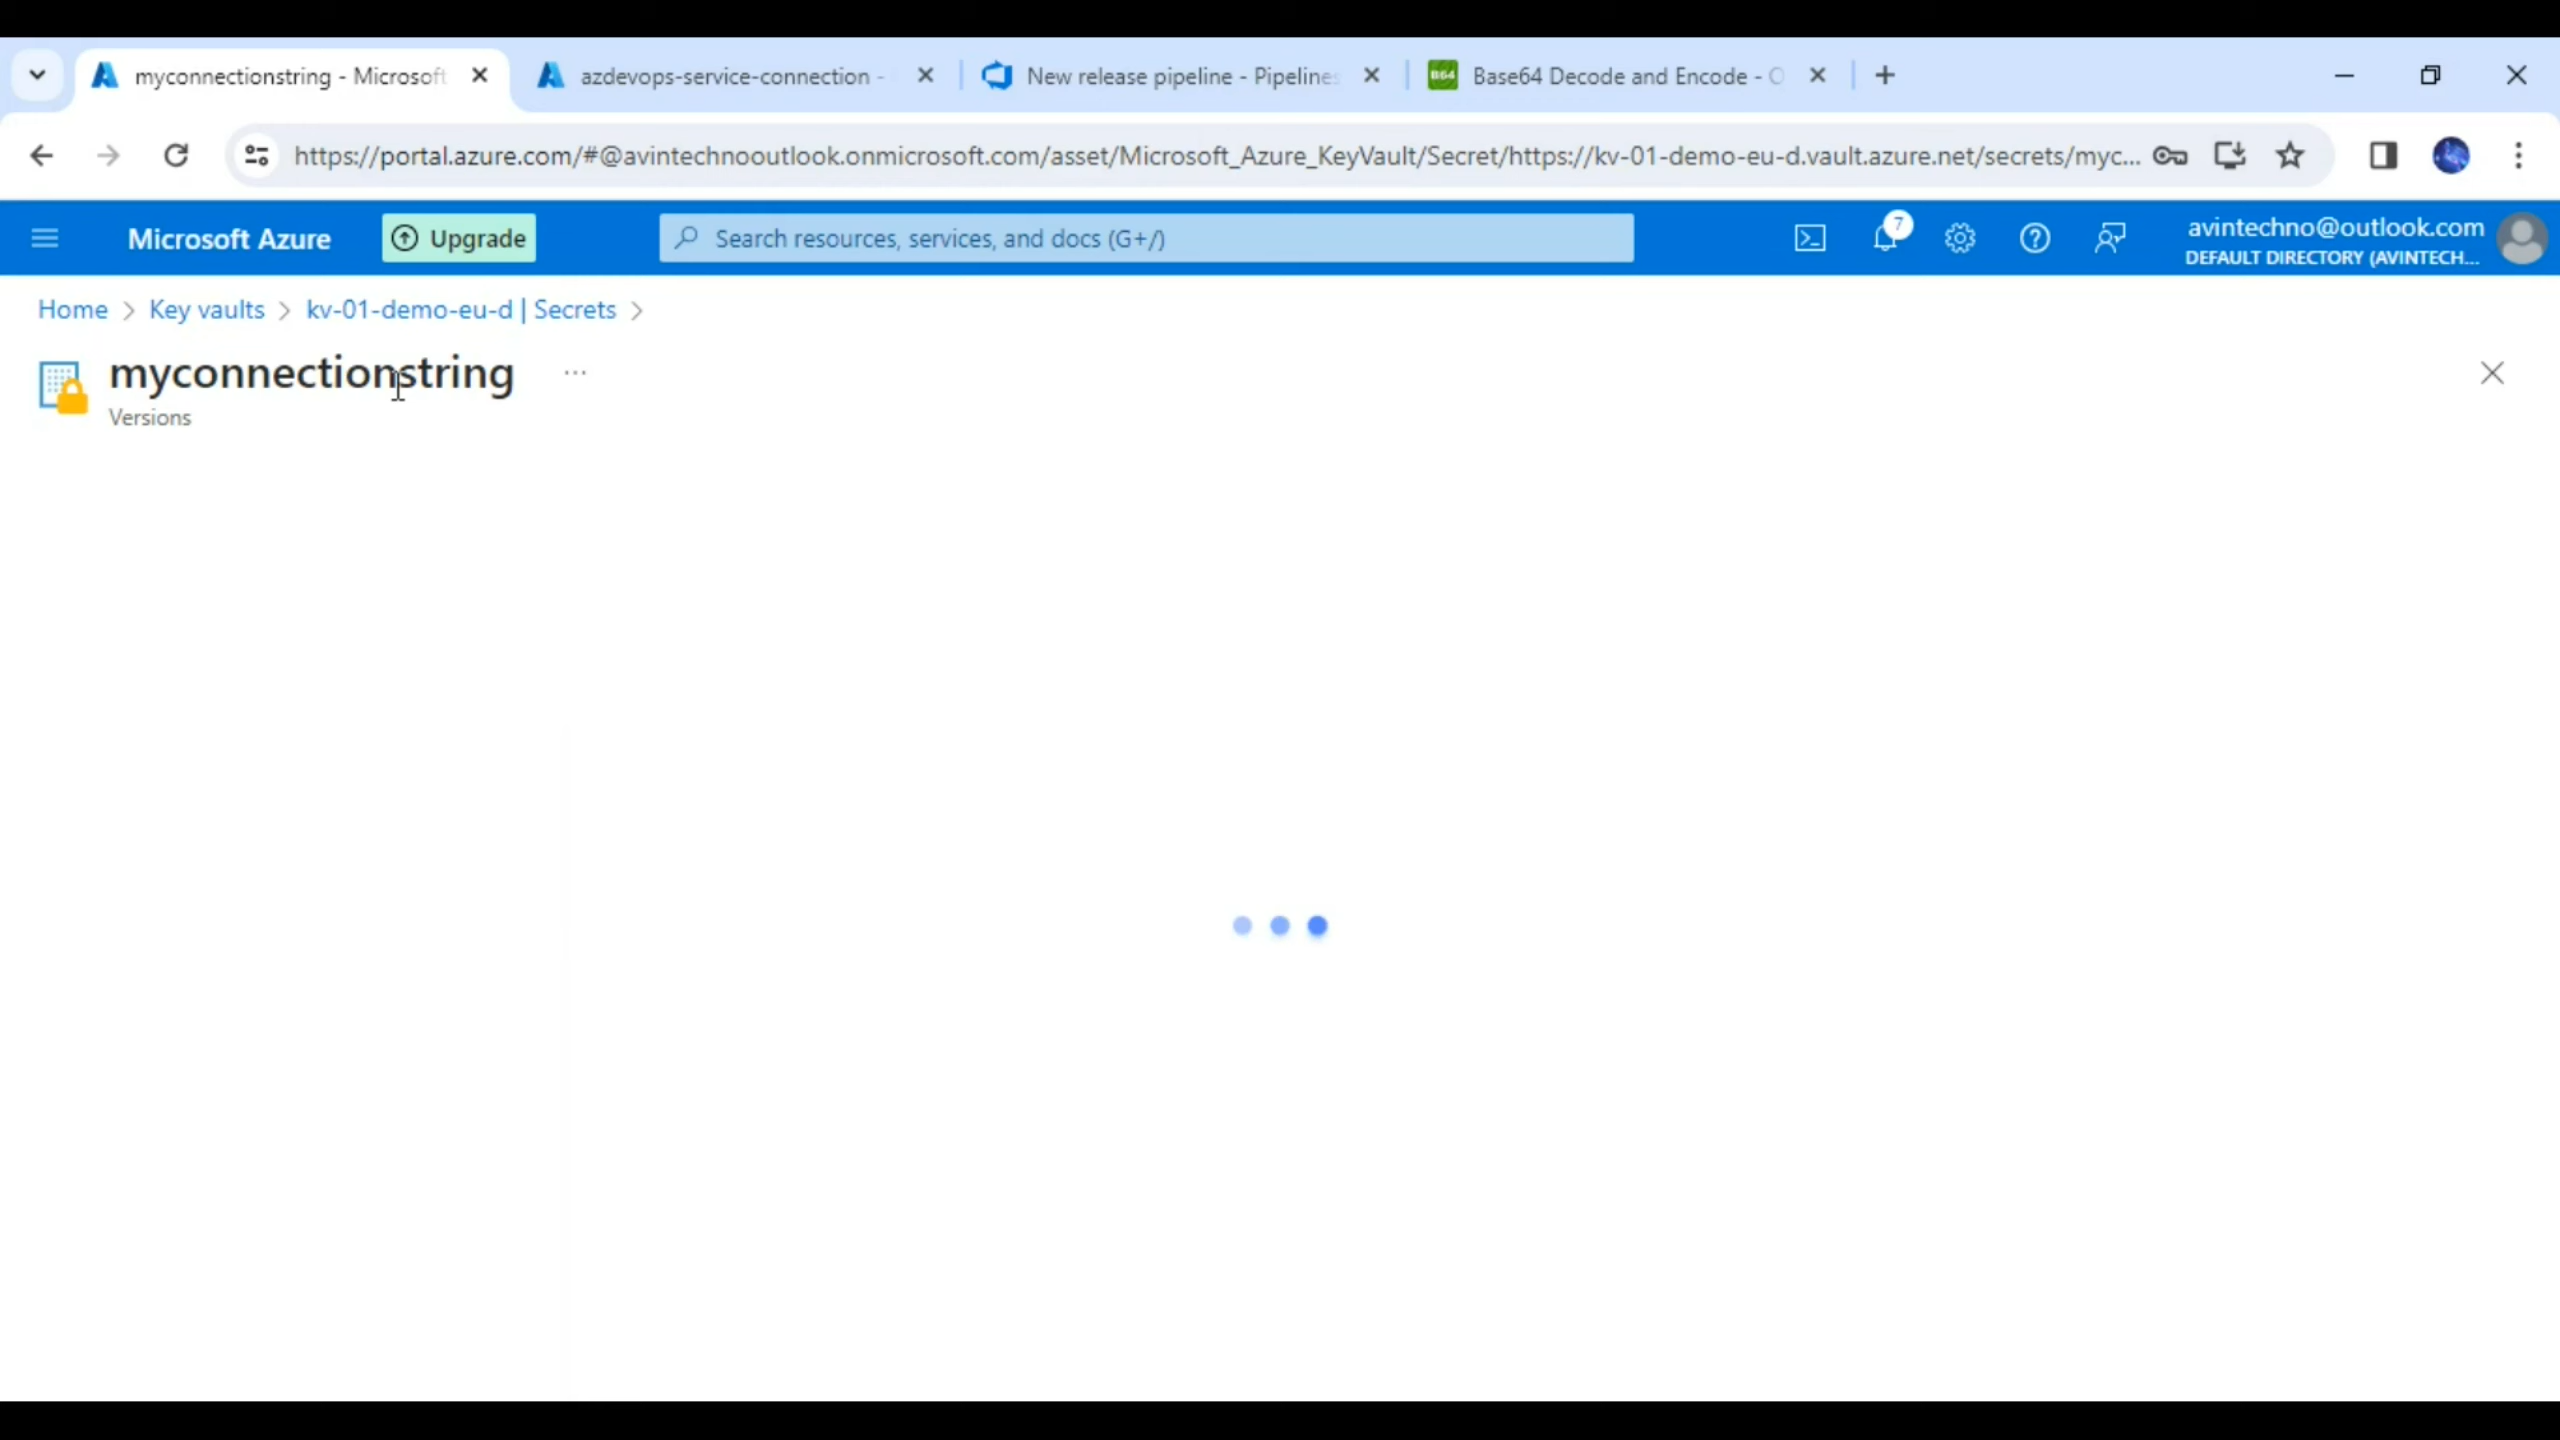 myconnectionstring - Microsoft
azdevops-service-connection -
New release pipeline - Pipelines
B64 Base64 Decode and Encode - O
https://portal.azure.com/#@avintechnooutlook.onmicrosoft.com/asset/Microsoft_Azure_KeyVault/Secret/https://kv-01-demo-eu-d.vault.azure.net/secrets/myc...
Microsoft Azure
Upgrade
Search resources, services, and docs (G+/)
7
avintechno@outlook.com
DEFAULT DIRECTORY (AVINTECH...
Home > Key vaults > kv-01-demo-eu-d | Secrets >
myconnectionstring ...
Versions